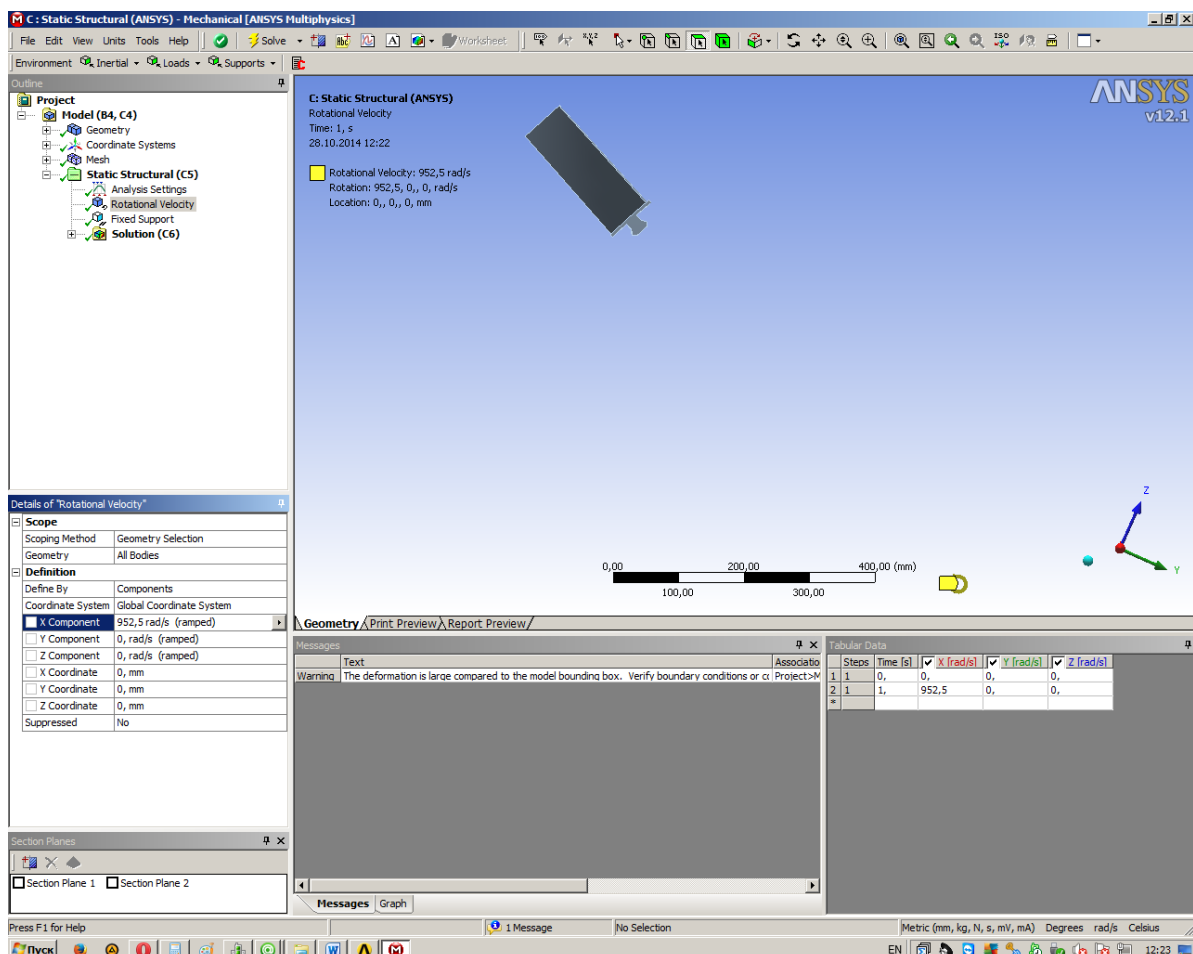 C : Static Structural (ANSYS) - Mechanical [ANSYS Multiphysics]
File Edit View Units Tools Help Solve Worksheet
Environment Inertial Loads Supports
Outline
Project
Model (B4, C4)
Geometry
Coordinate Systems
Mesh
Static Structural (C5)
Analysis Settings
Rotational Velocity
Fixed Support
Solution (C6)
C: Static Structural (ANSYS)
Rotational Velocity
Time: 1, s
28.10.2014 12:22
Rotational Velocity: 952,5 rad/s
Rotation: 952,5, 0,, 0, rad/s
Location: 0,, 0,, 0, mm
ANSYS
v12.1
Z
Y
0,00 200,00 400,00 (mm)
100,00 300,00
Geometry Print Preview Report Preview
Details of "Rotational Velocity"
Scope
Scoping Method Geometry Selection
Geometry All Bodies
Definition
Define By Components
Coordinate System Global Coordinate System
X Component 952,5 rad/s (ramped)
Y Component 0, rad/s (ramped)
Z Component 0, rad/s (ramped)
X Coordinate 0, mm
Y Coordinate 0, mm
Z Coordinate 0, mm
Suppressed No
Messages
Text Associatio
Warning The deformation is large compared to the model bounding box. Verify boundary conditions or cc Project>M
Tabular Data
Steps Time [s] X [rad/s] Y [rad/s] Z [rad/s]
1 1 0, 0, 0, 0,
2 1 1, 952,5 0, 0,
*
Section Planes
Section Plane 1 Section Plane 2
Messages Graph
Press F1 for Help 1 Message No Selection Metric (mm, kg, N, s, mV, mA) Degrees rad/s Celsius
Пуск EN 12:23